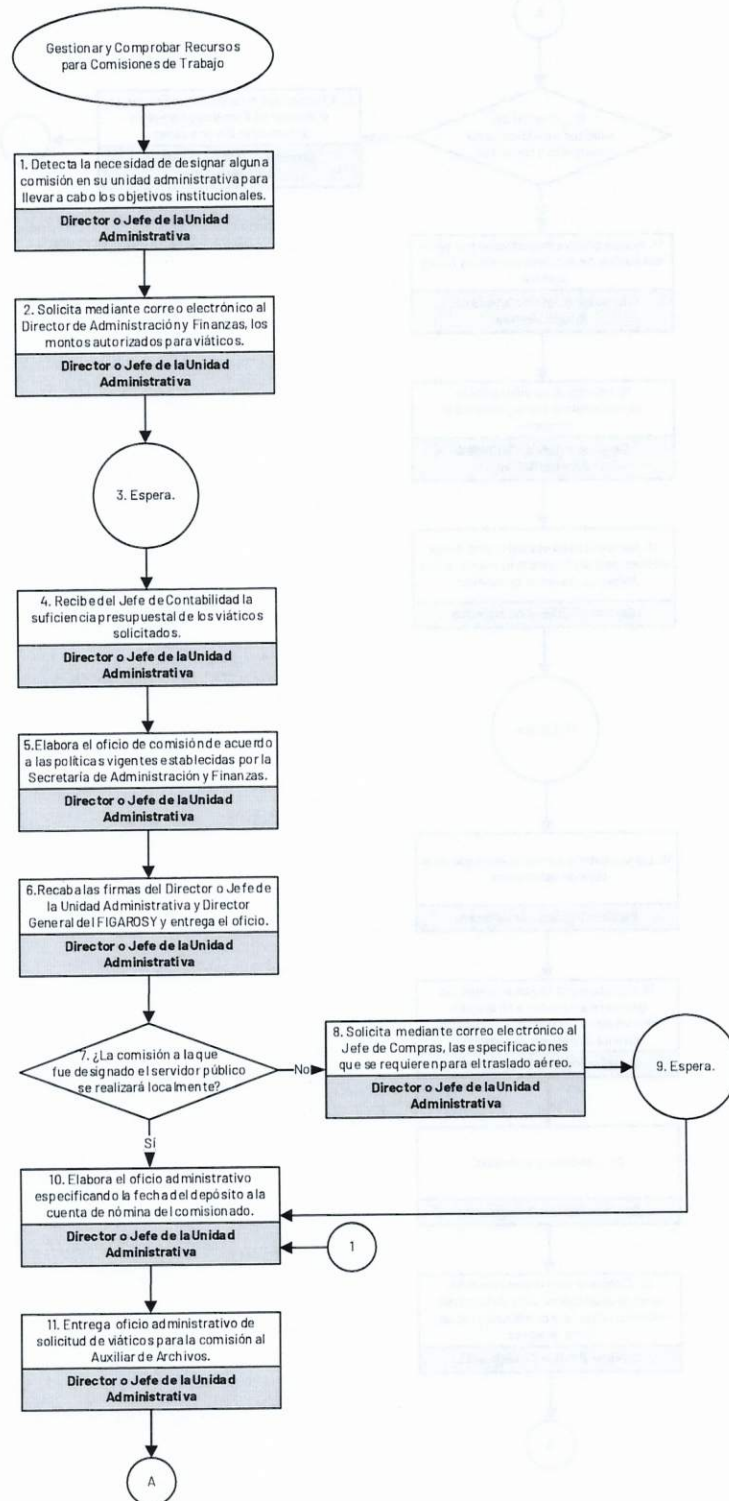 Gestionar y Comprobar Recursos
para Comisiones de Trabajo
1. Detecta la necesidad de designar alguna
comisión en su unidad administrativa para
llevar a cabo los objetivos institucionales.
Director o Jefe de la Unidad
Administrativa
2. Solicita mediante correo electrónico al
Director de Administración y Finanzas, los
montos autorizados para viáticos.
Director o Jefe de la Unidad
Administrativa
3. Espera.
4. Recibe del Jefe de Contabilidad la
suficiencia presupuestal de los viáticos
solicitados.
Director o Jefe de la Unidad
Administrativa
5.Elabora el oficio de comisión de acuerdo
a las políticas vigentes establecidas por la
Secretaría de Administración y Finanzas.
Director o Jefe de la Unidad
Administrativa
6.Recaba las firmas del Director o Jefe de
la Unidad Administrativa y Director
General del FIGAROSY y entrega el oficio.
Director o Jefe de la Unidad
Administrativa
7. ¿La comisión a la que
fue designado el servidor público
se realizará localmente?
No
8. Solicita mediante correo electrónico al
Jefe de Compras, las especificaciones
que se requieren para el traslado aéreo.
Director o Jefe de la Unidad
Administrativa
9. Espera.
Sí
10. Elabora el oficio administrativo
especificando la fecha del depósito a la
cuenta de nómina del comisionado.
Director o Jefe de la Unidad
Administrativa
1
11. Entrega oficio administrativo de
solicitud de viáticos para la comisión al
Auxiliar de Archivos.
Director o Jefe de la Unidad
Administrativa
A